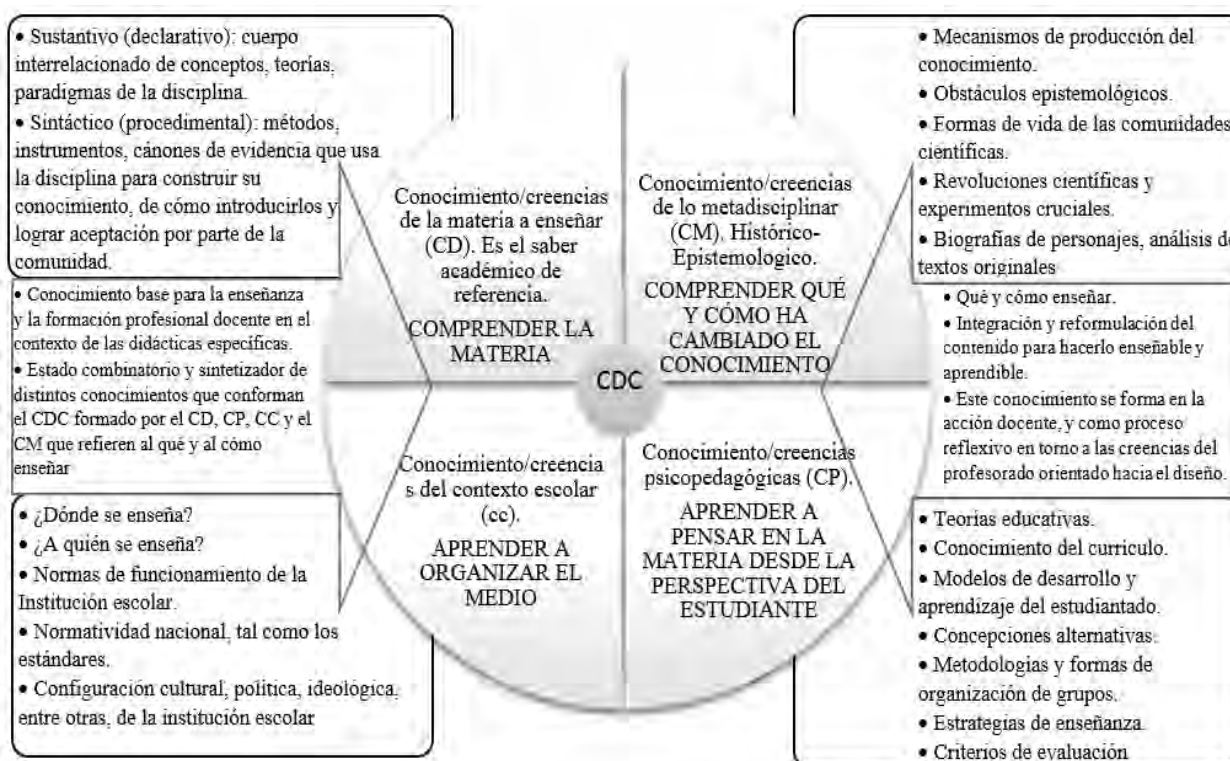 • Sustantivo (declarativo): cuerpo
interrelacionado de conceptos, teorías,
paradigmas de la disciplina.
• Sintáctico (procedimental): métodos,
instrumentos, cánones de evidencia que usa
la disciplina para construir su
conocimiento, de cómo introducirlos y
lograr aceptación por parte de la
comunidad.
• Conocimiento base para la enseñanza
y la formación profesional docente en el
contexto de las didácticas específicas.
• Estado combinatorio y sintetizador de
distintos conocimientos que conforman
el CDC formado por el CD, CP, CC y el
CM que refieren al qué y al cómo
enseñar
• ¿Dónde se enseña?
• ¿A quién se enseña?
• Normas de funcionamiento de la
Institución escolar.
• Normatividad nacional, tal como los
estándares.
• Configuración cultural, política, ideológica,
entre otras, de la institución escolar
Conocimiento/creencias
de la materia a enseñar
(CD). Es el saber
académico de
referencia.
COMPRENDER LA
MATERIA
Conocimiento/creencias
de lo metadisciplinar
(CM). Histórico-
Epistemologico.
COMPRENDER QUÉ
Y CÓMO HA
CAMBIADO EL
CONOCIMIENTO
CDC
Conocimiento/creencia
s del contexto escolar
(cc).
APRENDER A
ORGANIZAR EL
MEDIO
Conocimiento/creencias
psicopedagógicas (CP).
APRENDER A
PENSAR EN LA
MATERIA DESDE LA
PERSPECTIVA DEL
ESTUDIANTE
• Mecanismos de producción del
conocimiento.
• Obstáculos epistemológicos.
• Formas de vida de las comunidades
científicas.
• Revoluciones científicas y
experimentos cruciales.
• Biografías de personajes, análisis de
textos originales
• Qué y cómo enseñar.
• Integración y reformulación del
contenido para hacerlo enseñable y
aprendible.
• Este conocimiento se forma en la
acción docente, y como proceso
reflexivo en torno a las creencias del
profesorado orientado hacia el diseño.
• Teorías educativas.
• Conocimiento del currículo.
• Modelos de desarrollo y
aprendizaje del estudiantado.
• Concepciones alternativas.
• Metodologías y formas de
organización de grupos.
• Estrategias de enseñanza.
• Criterios de evaluación